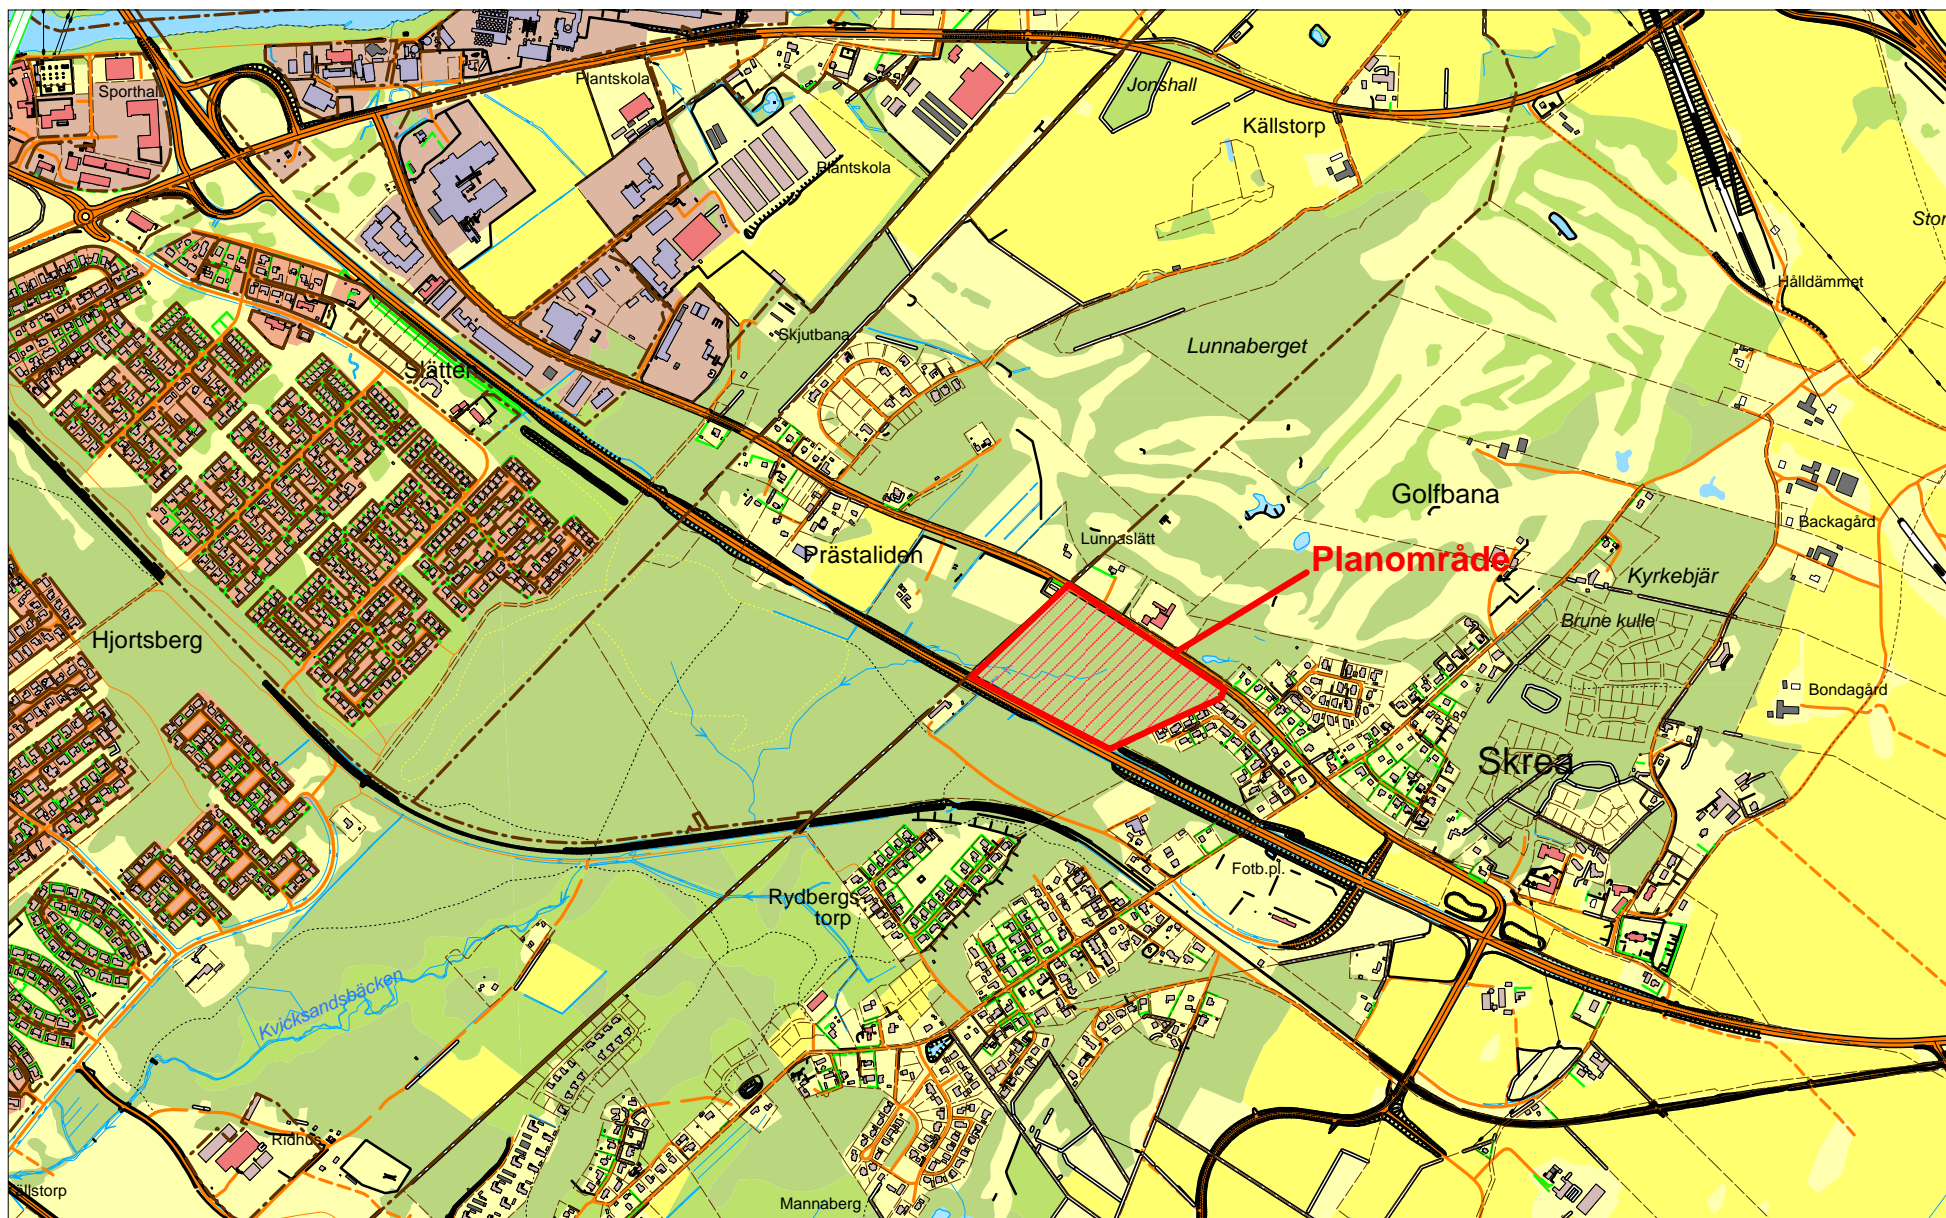 Sporthall
Plantskola
Jonshall
Källstorp
Plantskola
Stor
Hålldämmet
Skjutbana
Lunnaberget
Slätten
Golfbana
Backagård
Lunnaslätt
Prästaliden
Planområde
Kyrkebjär
Brune kulle
Hjortsberg
Bondagård
Skrea
Fotb.pl.
Rydbergs-
torp
Kvicksandsbäcken
Ridhus
ällstorp
Mannaberg